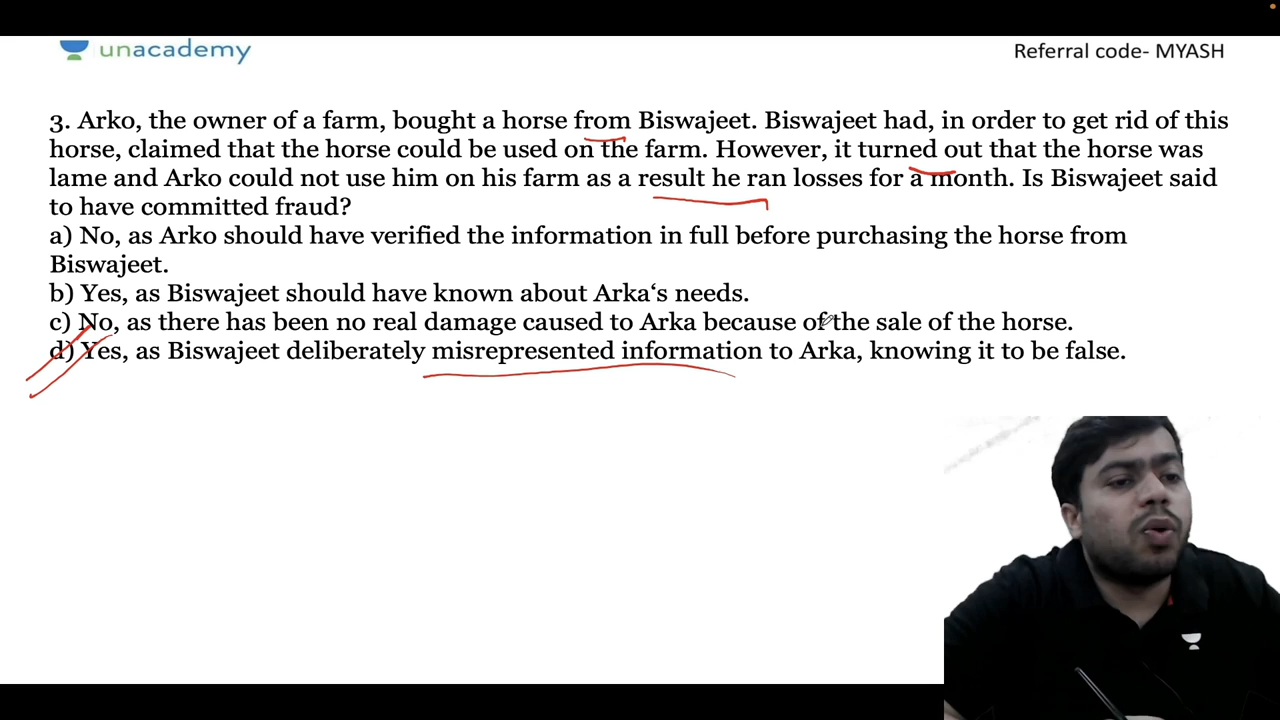 unacademy
Referral code- MYASH
3. Arko, the owner of a farm, bought a horse from Biswajeet. Biswajeet had, in order to get rid of this
horse, claimed that the horse could be used on the farm. However, it turned out that the horse was
lame and Arko could not use him on his farm as a result he ran losses for a month. Is Biswajeet said
to have committed fraud?
a) No, as Arko should have verified the information in full before purchasing the horse from
Biswajeet.
b) Yes, as Biswajeet should have known about Arka‘s needs.
c) No, as there has been no real damage caused to Arka because of the sale of the horse.
d) Yes, as Biswajeet deliberately misrepresented information to Arka, knowing it to be false.